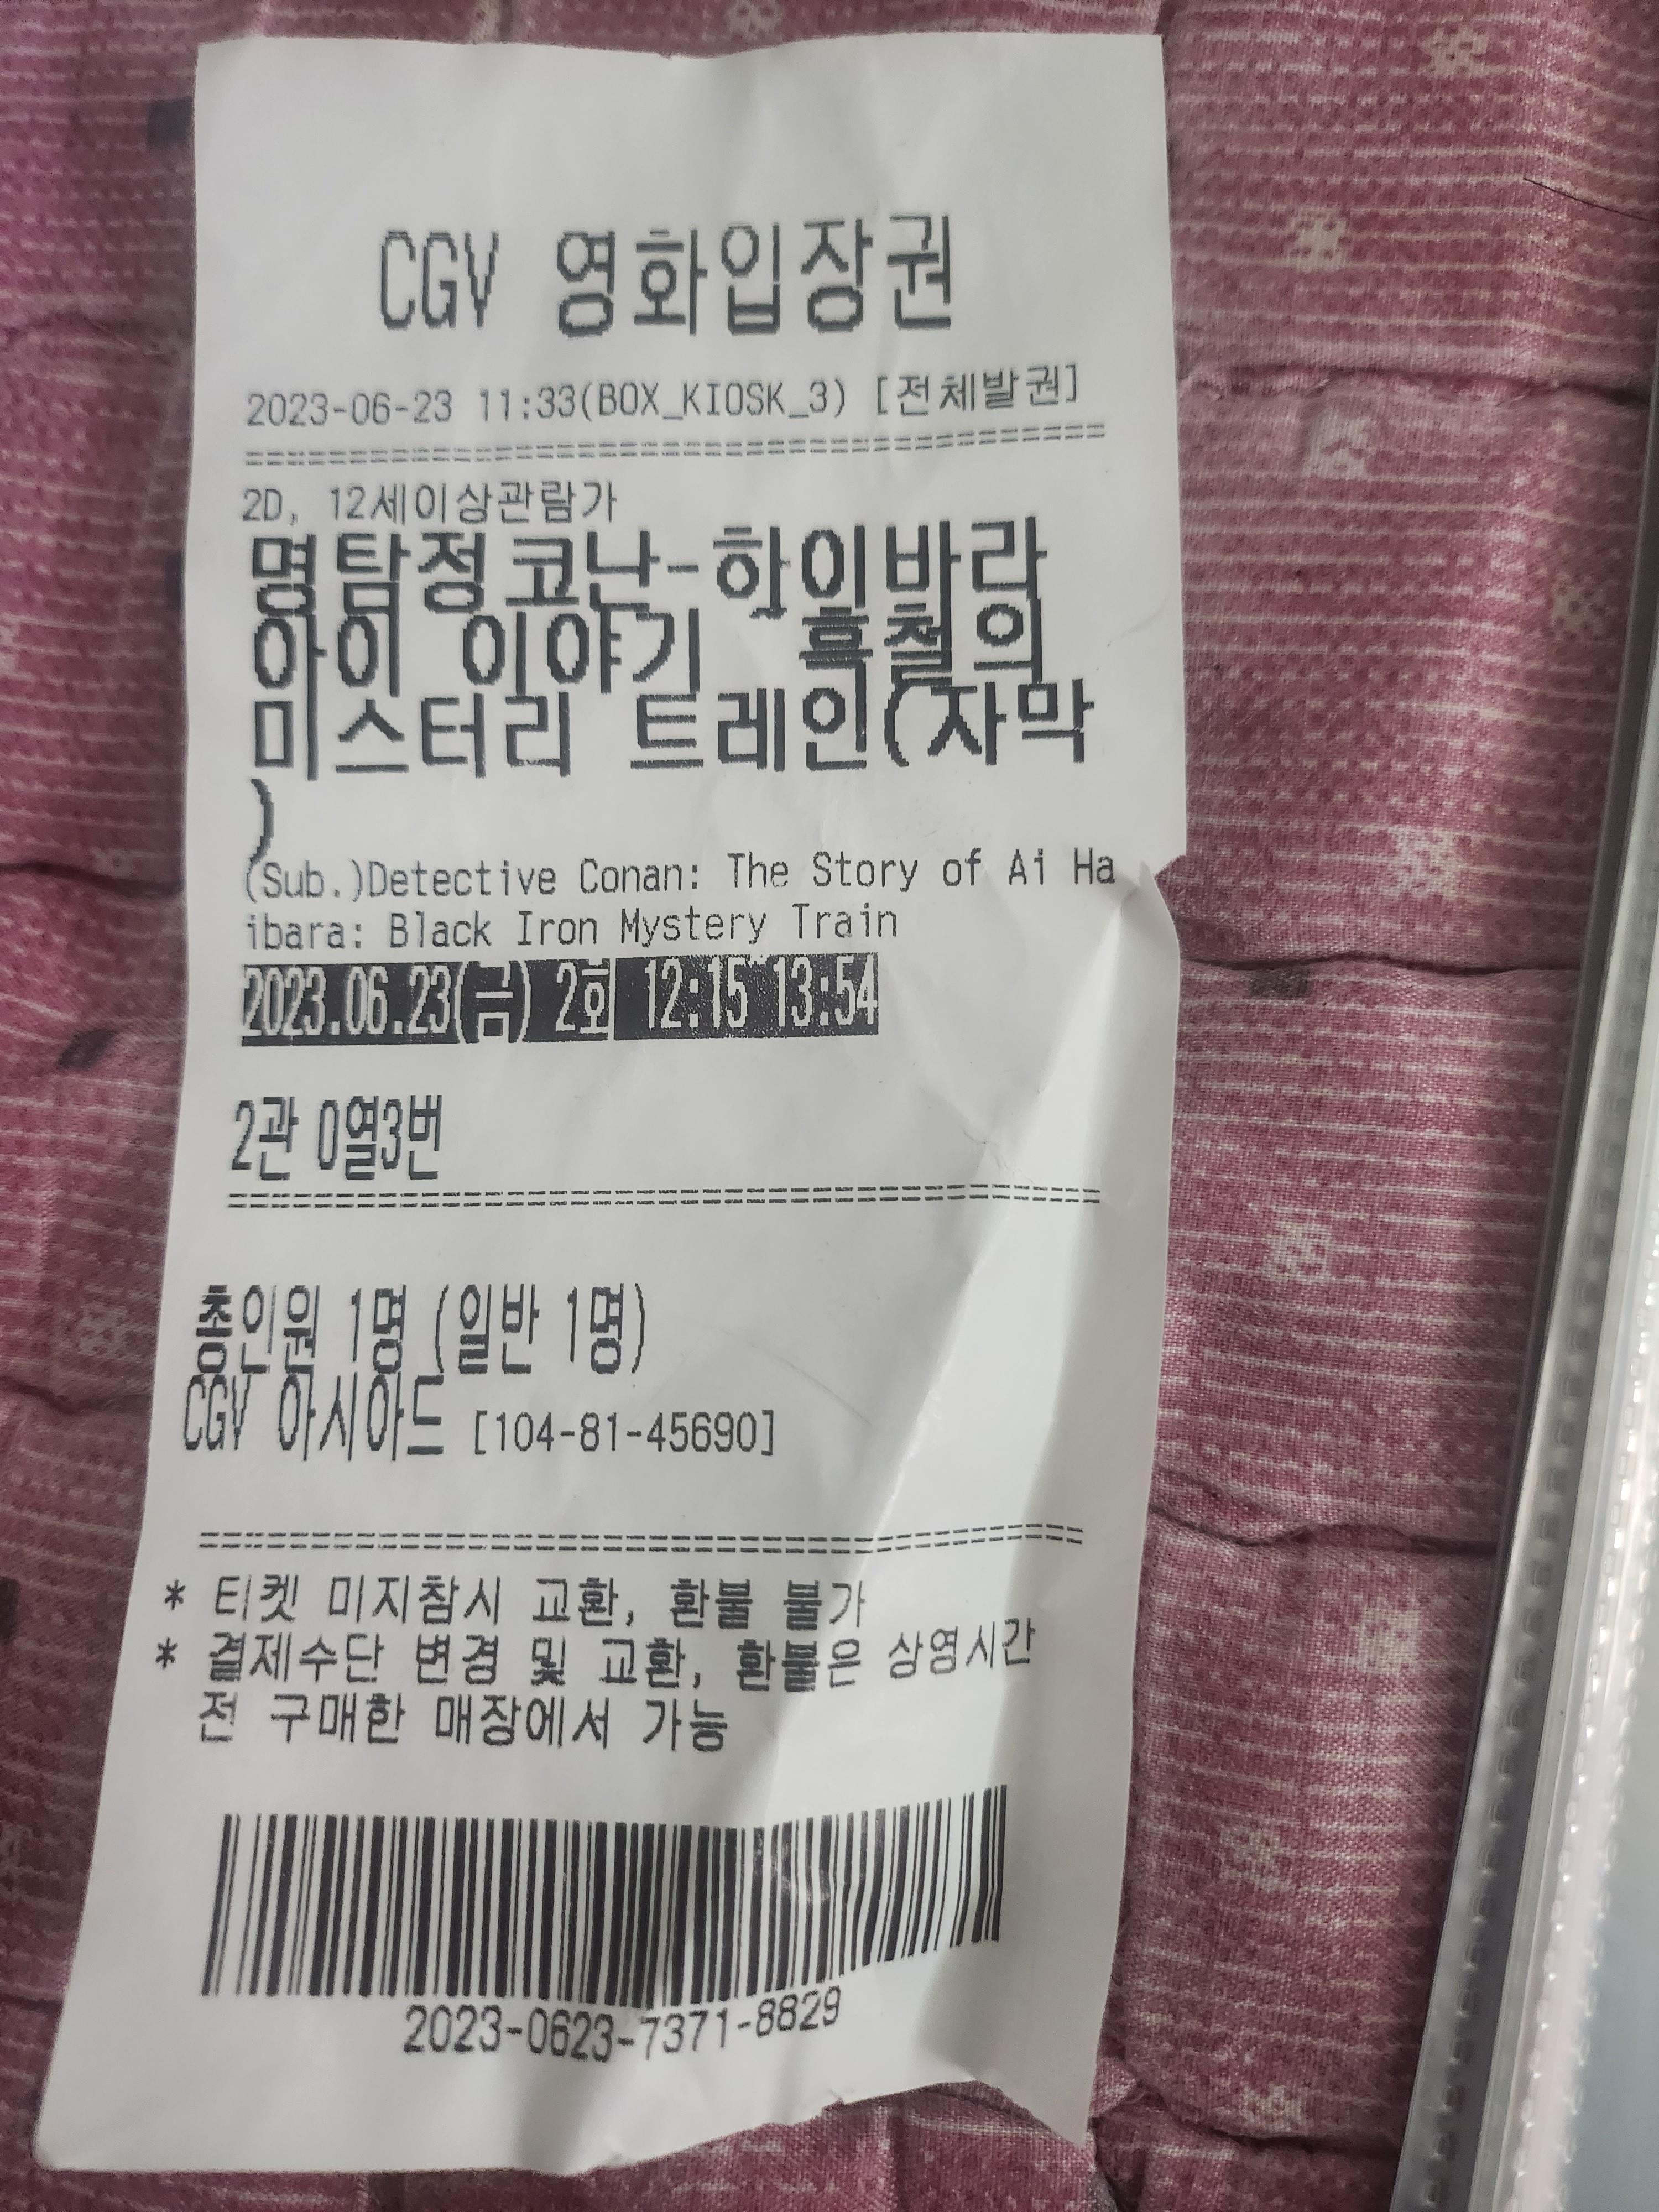 CGV 영화입장권
2023-06-23 11:33(BOX_KIOSK_3) [전체발권]
2D, 12세이상관람가
명탐정코난-하이바라
아이 이야기 흑철의
미스터리 트레인(자막
)
(Sub.)Detective Conan: The Story of Ai Ha
ibara: Black Iron Mystery Train
2023.06.23(금) 2회 12:15~13:54
2관 O열3번
총인원 1명 (일반 1명)
CGV 아시아드 [104-81-45690]
* 티켓 미지참시 교환, 환불 불가
* 결제수단 변경 및 교환, 환불은 상영시간
전 구매한 매장에서 가능
2023-0623-7371-8829